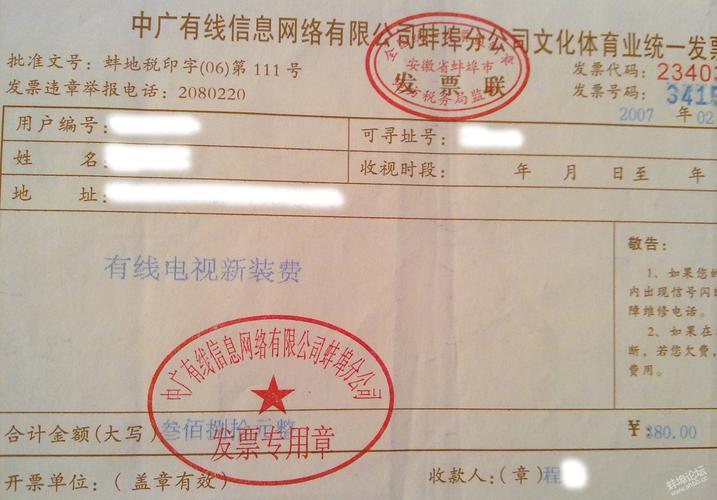 中广有线信息网络有限公司蚌埠分公司文化体育业统一发票
批准文号：蚌地税印字(06)第 111 号
发票违章举报电话：2080220
安徽省蚌埠市
发票联
发票代码：23403
发票号码：3415
2007 年 02
用户编号：
可寻址号：
姓 名：
收视时段： 年 月 日至 年
地 址：
有线电视新装费
敬告：
1、如果您的
内出现信号闪
障维修电话。
2、如果在
断，若您欠费，
费用。
中广有线信息网络有限公司蚌埠分公司
发票专用章
合计金额(大写) 叁佰捌拾元整
￥:380.00
开票单位：(盖章有效)
收款人：(章) 程
蚌埠论坛
www.ahbb.cc